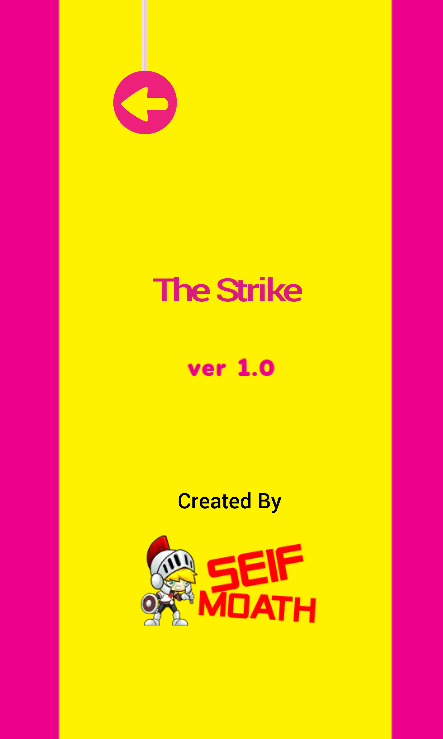 The Strike
ver 1.0
Created By
SEIF
MOATH